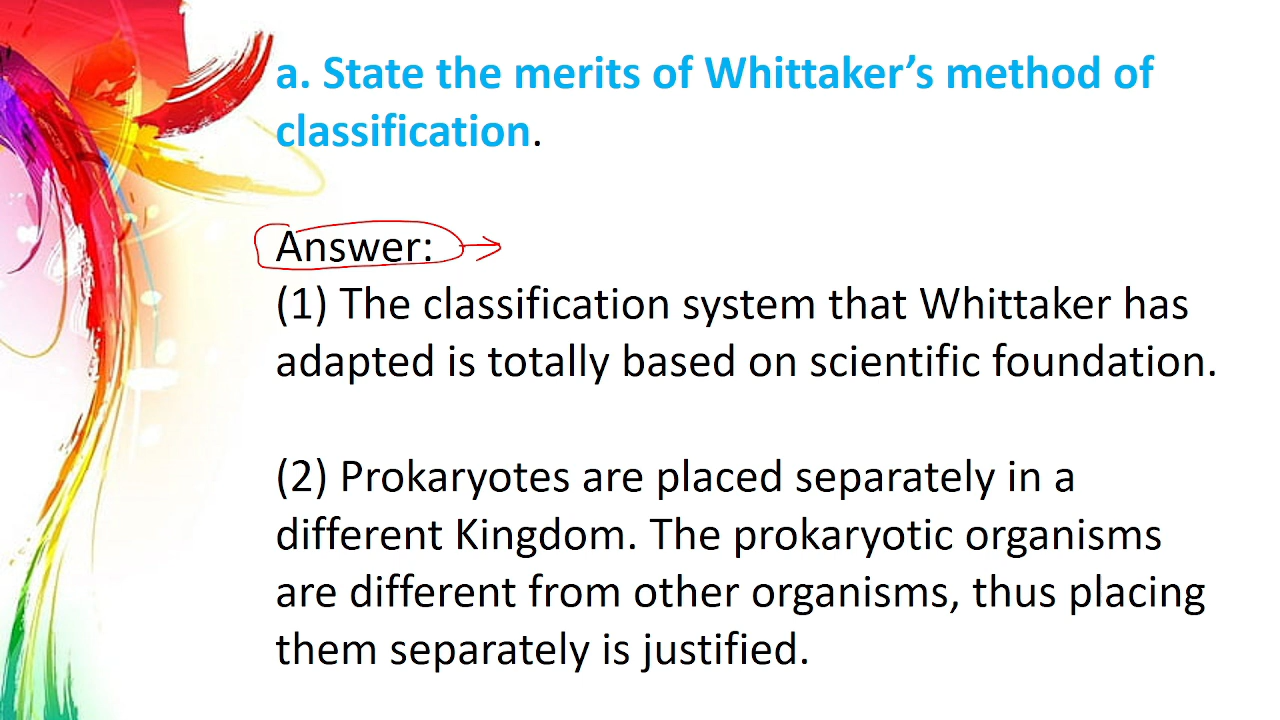 a. State the merits of Whittaker’s method of
classification.
Answer:
(1) The classification system that Whittaker has
adapted is totally based on scientific foundation.
(2) Prokaryotes are placed separately in a
different Kingdom. The prokaryotic organisms
are different from other organisms, thus placing
them separately is justified.